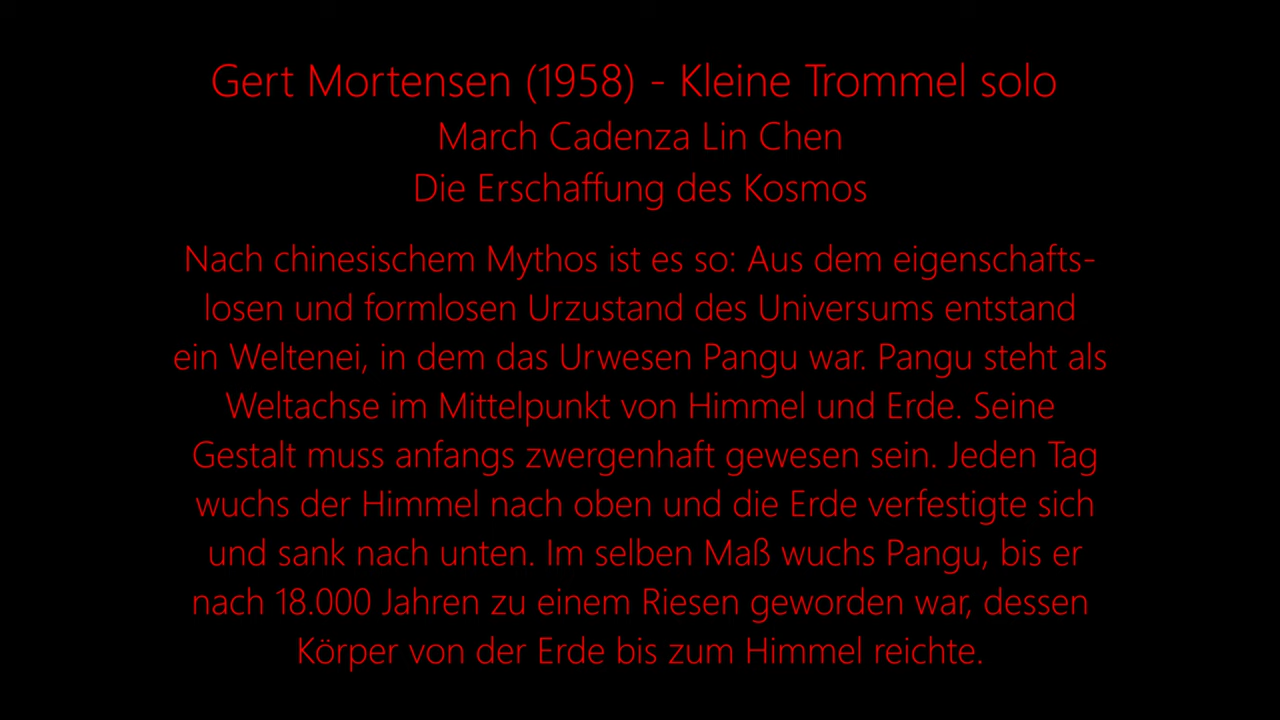 Gert Mortensen (1958) - Kleine Trommel solo
March Cadenza Lin Chen
Die Erschaffung des Kosmos
Nach chinesischem Mythos ist es so: Aus dem eigenschafts-
losen und formlosen Urzustand des Universums entstand
ein Weltenei, in dem das Urwesen Pangu war. Pangu steht als
Weltachse im Mittelpunkt von Himmel und Erde. Seine
Gestalt muss anfangs zwergenhaft gewesen sein. Jeden Tag
wuchs der Himmel nach oben und die Erde verfestigte sich
und sank nach unten. Im selben Maß wuchs Pangu, bis er
nach 18.000 Jahren zu einem Riesen geworden war, dessen
Körper von der Erde bis zum Himmel reichte.